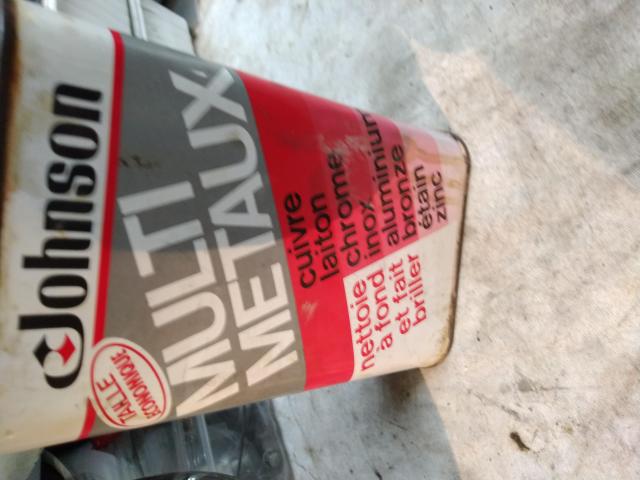 Johnson
TAILLE
ECONOMIQUE
MULTI
METAUX
cuivre
laiton
chrome
inox
aluminium
bronze
étain
zinc
nettoie
à fond
et fait
briller